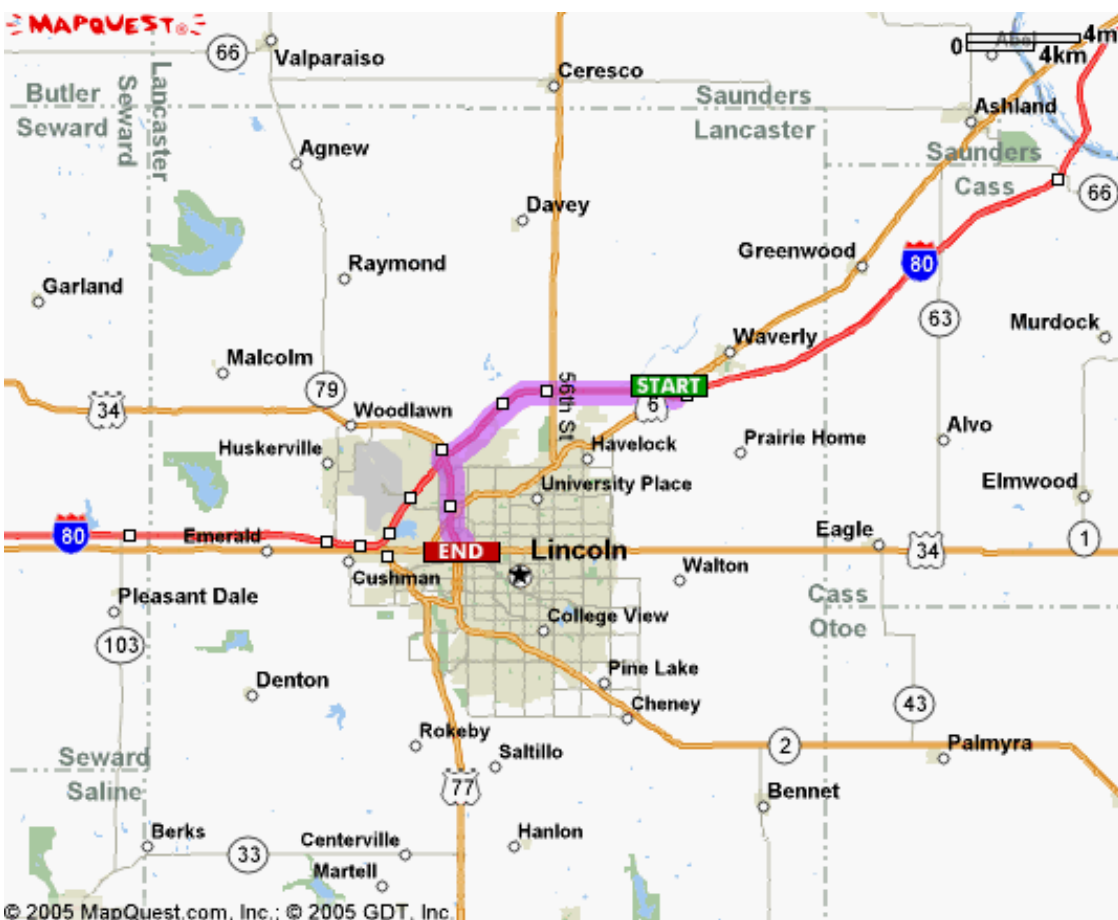 MAPQUEST
66
Valparaiso
Lancaster
Seward
Butler
Seward
Ceresco
0
4m
4km
Saunders
Lancaster
Ashland
Saunders
Cass
66
Agnew
Davey
Garland
Raymond
Greenwood
80
63
Murdock
Waverly
Malcolm
79
34
Woodlawn
START
6
56th St
Huskerville
Havelock
Prairie Home
Alvo
University Place
Elmwood
80
Emerald
END
Lincoln
Eagle
34
1
Cushman
Walton
Pleasant Dale
Cass
Otoe
103
College View
Denton
Pine Lake
Cheney
43
Rokeby
Saltillo
2
Palmyra
Seward
Saline
77
Bennet
Berks
33
Centerville
Hanlon
Martell
© 2005 MapQuest.com, Inc.; © 2005 GDT, Inc.